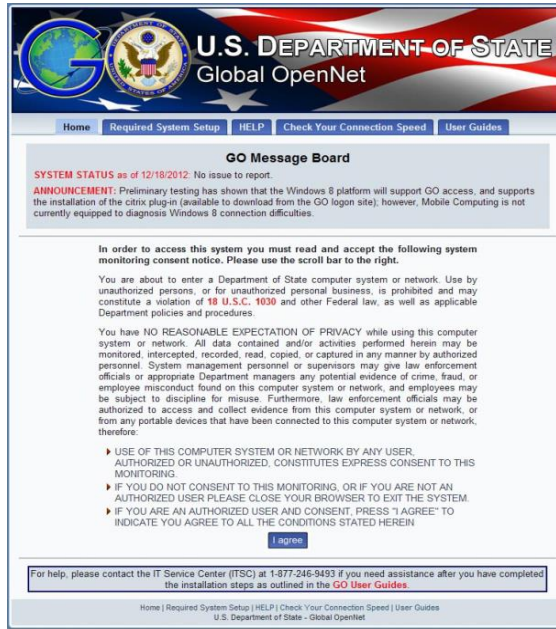 GO
U.S. DEPARTMENT OF STATE
Global OpenNet
Home Required System Setup HELP Check Your Connection Speed User Guides
GO Message Board
SYSTEM STATUS as of 12/18/2012: No issue to report.
ANNOUNCEMENT: Preliminary testing has shown that the Windows 8 platform will support GO access, and supports
the installation of the citrix plug-in (available to download from the GO logon site); however, Mobile Computing is not
currently equipped to diagnosis Windows 8 connection difficulties.
In order to access this system you must read and accept the following system
monitoring consent notice. Please use the scroll bar to the right.
You are about to enter a Department of State computer system or network. Use by
unauthorized persons, or for unauthorized personal business, is prohibited and may
constitute a violation of 18 U.S.C. 1030 and other Federal law, as well as applicable
Department policies and procedures.
You have NO REASONABLE EXPECTATION OF PRIVACY while using this computer
system or network. All data contained and/or activities performed herein may be
monitored, intercepted, recorded, read, copied, or captured in any manner by authorized
personnel. System management personnel or supervisors may give law enforcement
officials or appropriate Department managers any potential evidence of crime, fraud, or
employee misconduct found on this computer system or network, and employees may
be subject to discipline for misuse. Furthermore, law enforcement officials may be
authorized to access and collect evidence from this computer system or network, or
from any portable devices that have been connected to this computer system or network,
therefore:
USE OF THIS COMPUTER SYSTEM OR NETWORK BY ANY USER,
AUTHORIZED OR UNAUTHORIZED, CONSTITUTES EXPRESS CONSENT TO THIS
MONITORING.
IF YOU DO NOT CONSENT TO THIS MONITORING, OR IF YOU ARE NOT AN
AUTHORIZED USER PLEASE CLOSE YOUR BROWSER TO EXIT THE SYSTEM.
IF YOU ARE AN AUTHORIZED USER AND CONSENT, PRESS "I AGREE" TO
INDICATE YOU AGREE TO ALL THE CONDITIONS STATED HEREIN
I agree
For help, please contact the IT Service Center (ITSC) at 1-877-246-9493 if you need assistance after you have completed
the installation steps as outlined in the GO User Guides.
Home | Required System Setup | HELP | Check Your Connection Speed | User Guides
U.S. Department of State - Global OpenNet